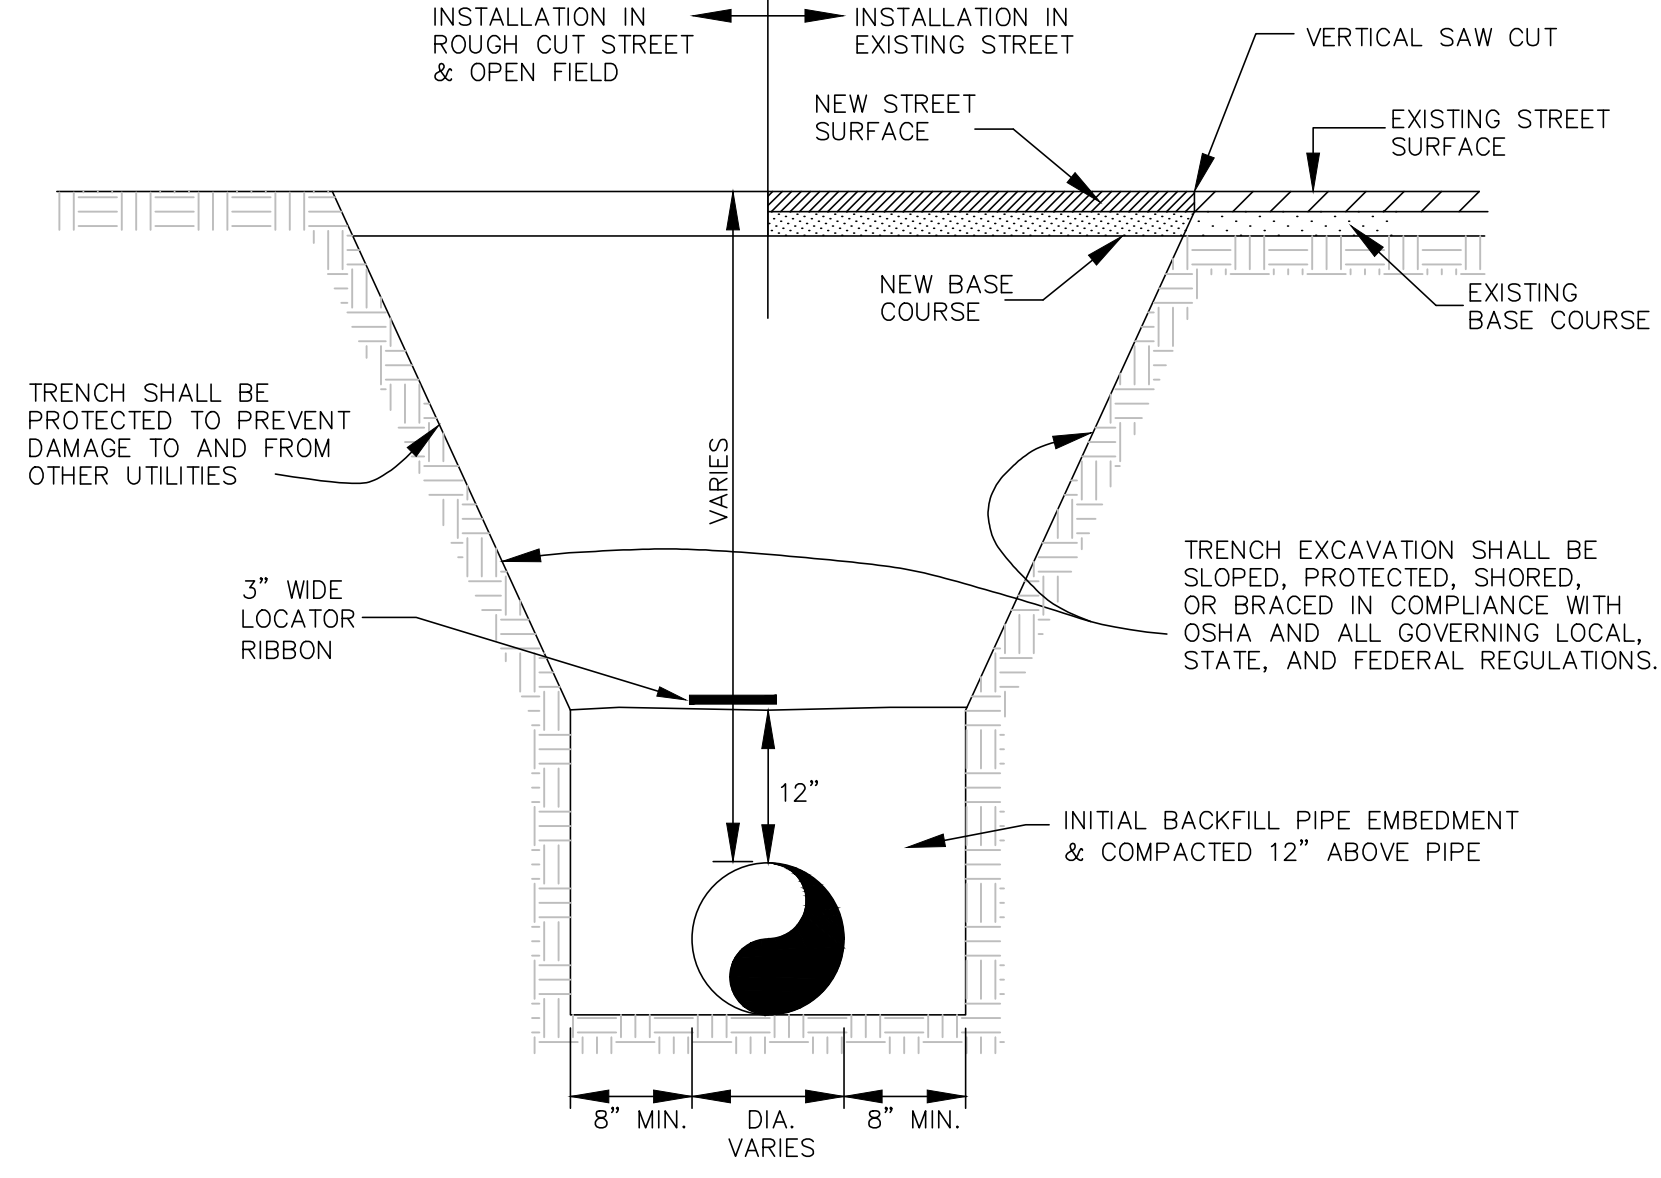 INSTALLATION IN
ROUGH CUT STREET
& OPEN FIELD
INSTALLATION IN
EXISTING STREET
VERTICAL SAW CUT
NEW STREET
SURFACE
EXISTING STREET
SURFACE
NEW BASE
COURSE
EXISTING
BASE COURSE
TRENCH SHALL BE
PROTECTED TO PREVENT
DAMAGE TO AND FROM
OTHER UTILITIES
VARIES
TRENCH EXCAVATION SHALL BE
SLOPED, PROTECTED, SHORED,
OR BRACED IN COMPLIANCE WITH
OSHA AND ALL GOVERNING LOCAL,
STATE, AND FEDERAL REGULATIONS.
3” WIDE
LOCATOR
RIBBON
12”
INITIAL BACKFILL PIPE EMBEDMENT
& COMPACTED 12” ABOVE PIPE
8” MIN.
DIA.
VARIES
8” MIN.